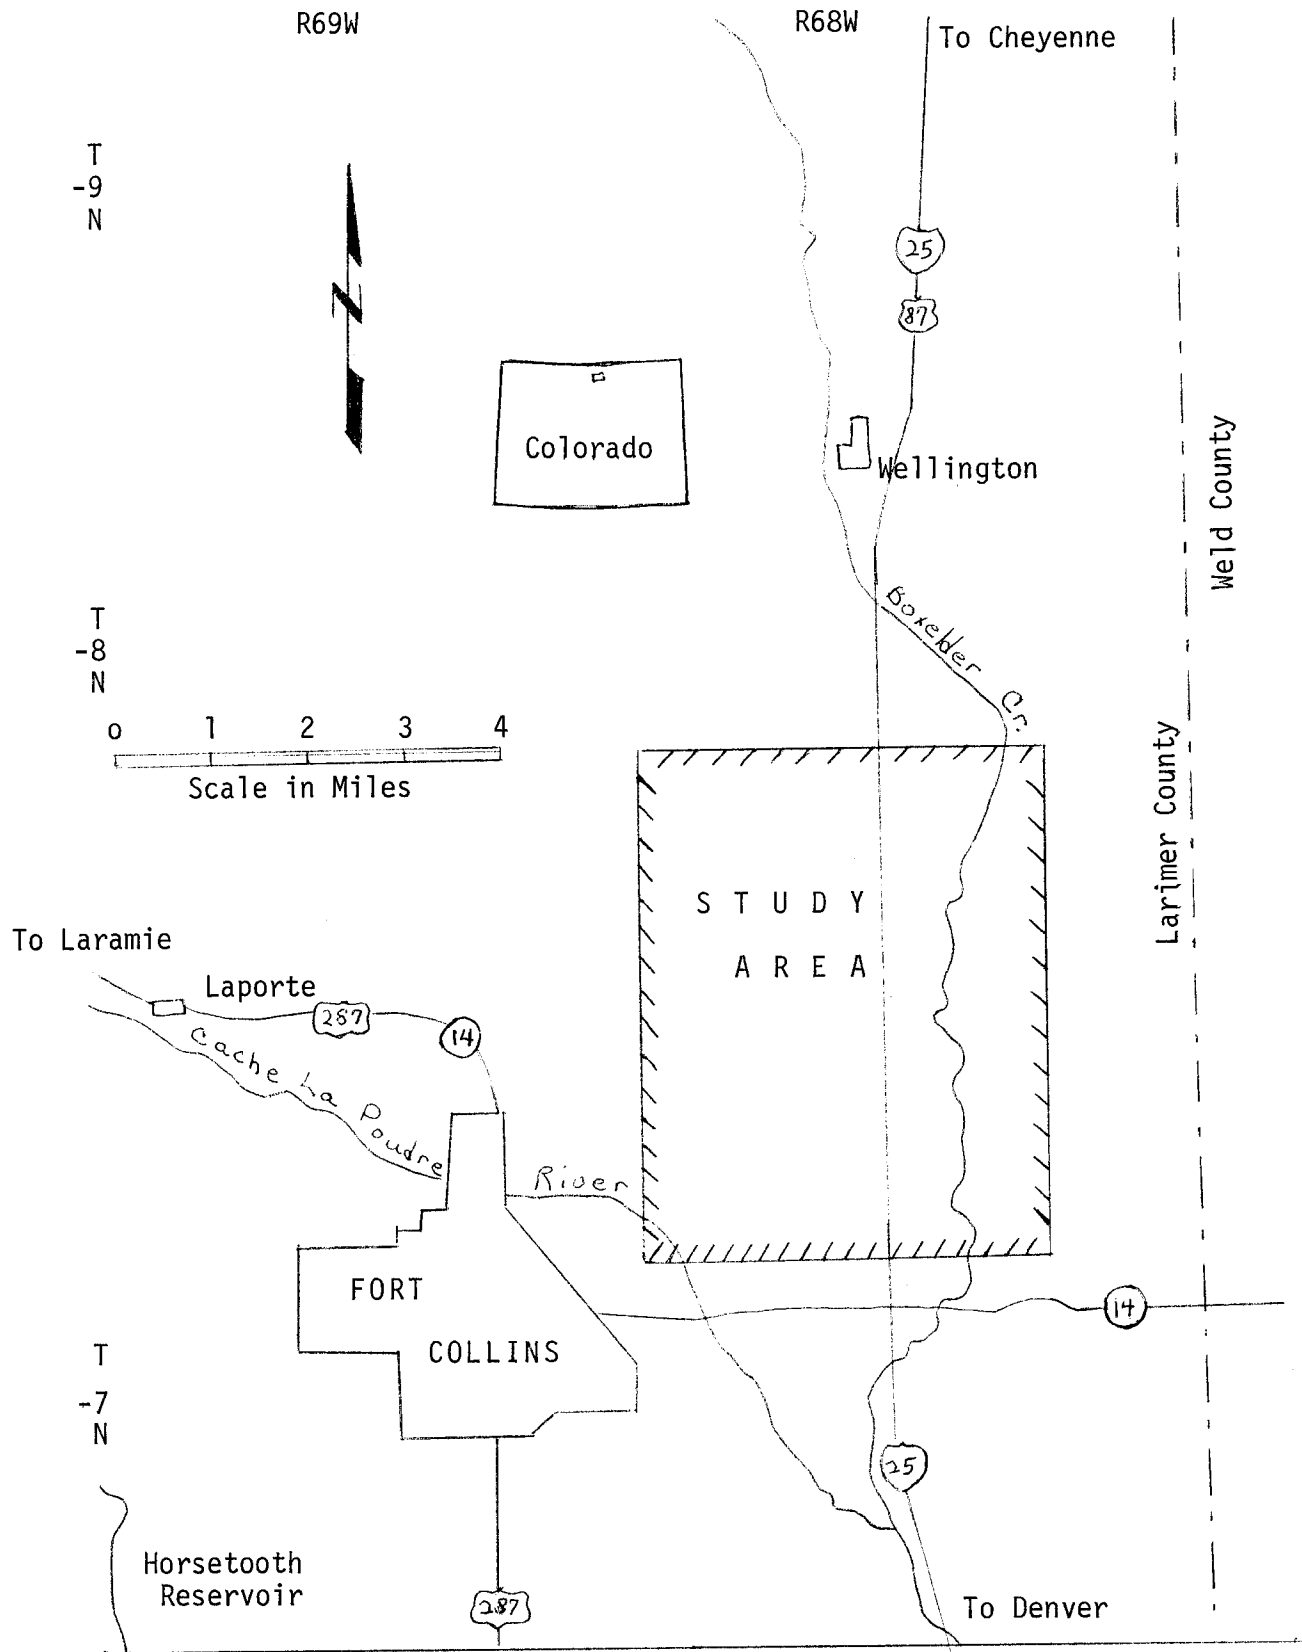 R69W
R68W
To Cheyenne
T
-9
N
25
87
Colorado
Wellington
Weld County
Boxelder Cr.
T
-8
N
0 1 2 3 4
Scale in Miles
Larimer County
STUDY
AREA
To Laramie
Laporte
287
14
Cache La Poudre River
FORT
COLLINS
14
T
-7
N
25
Horsetooth
Reservoir
287
To Denver
N